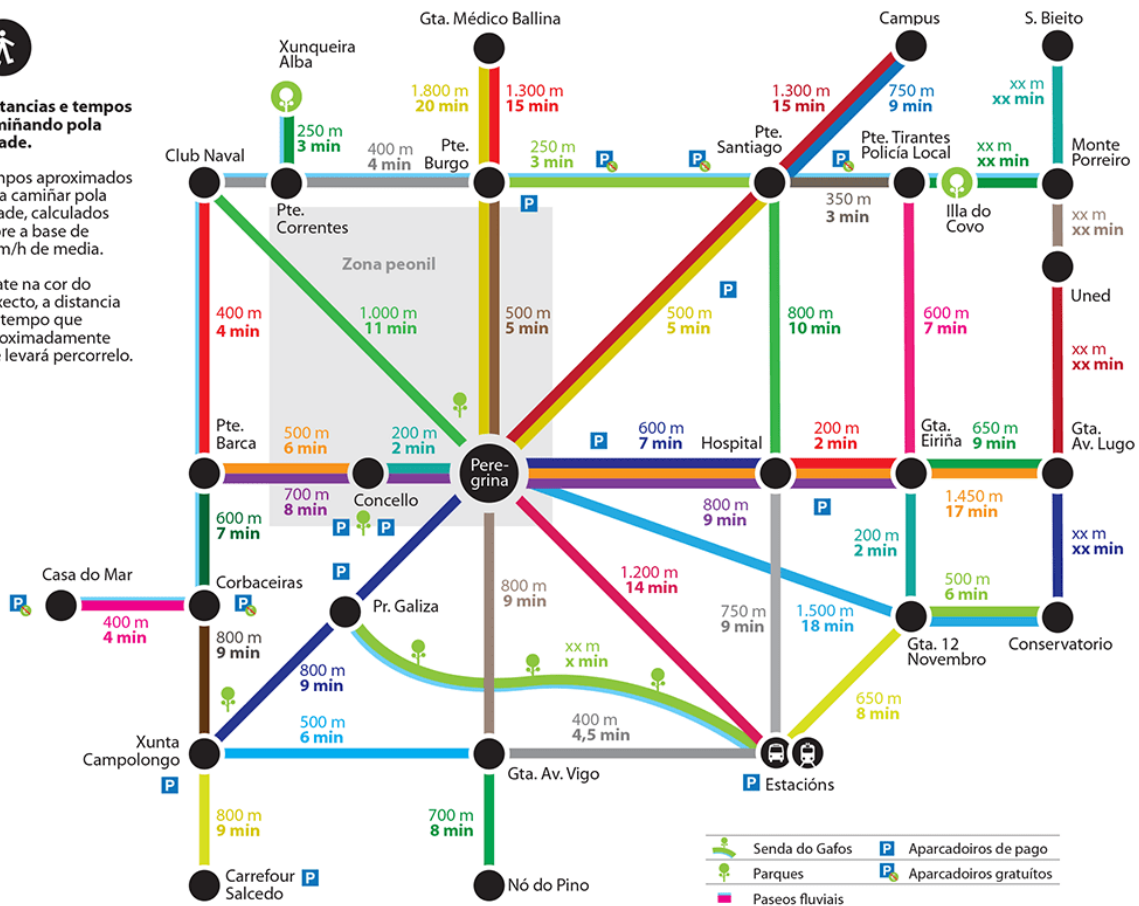 Gta. Médico Ballina
Campus
S. Bieito
Xunqueira
Alba
tancias e tempos
miñando pola
ade.
1.800 m
20 min
1.300 m
15 min
1.300 m
15 min
750 m
9 min
xx m
xx min
250 m
3 min
400 m
4 min
Pte.
Burgo
250 m
3 min
Pte.
Santiago
Pte. Tirantes
Policía Local
xx m
xx min
Monte
Porreiro
Club Naval
mpos aproximados
a camiñar pola
ade, calculados
re a base de
m/h de media.
Pte.
Correntes
350 m
3 min
Illa do
Covo
xx m
xx min
Zona peonil
Uned
ate na cor do
xecto, a distancia
tempo que
oximadamente
e levará percorrelo.
400 m
4 min
1.000 m
11 min
500 m
5 min
500 m
5 min
800 m
10 min
600 m
7 min
xx m
xx min
Pte.
Barca
500 m
6 min
200 m
2 min
Pere-
grina
600 m
7 min
Hospital
200 m
2 min
Gta.
Eiriña
650 m
9 min
Gta.
Av. Lugo
700 m
8 min
Concello
800 m
9 min
1.450 m
17 min
600 m
7 min
P
P
P
P
P
P
P
P
P
200 m
2 min
xx m
xx min
Casa do Mar
P
400 m
4 min
Corbaceiras
P
Pr. Galiza
P
800 m
9 min
1.200 m
14 min
750 m
9 min
1.500 m
18 min
500 m
6 min
Gta. 12
Novembro
Conservatorio
800 m
9 min
800 m
9 min
xx m
x min
650 m
8 min
500 m
6 min
400 m
4,5 min
Xunta
Campolongo
P
Gta. Av. Vigo
P
Estacións
800 m
9 min
700 m
8 min
Carrefour
Salcedo
P
Nó do Pino
Senda do Gafos
P
Aparcadoiros de pago
Parques
P
Aparcadoiros gratuítos
Paseos fluviais